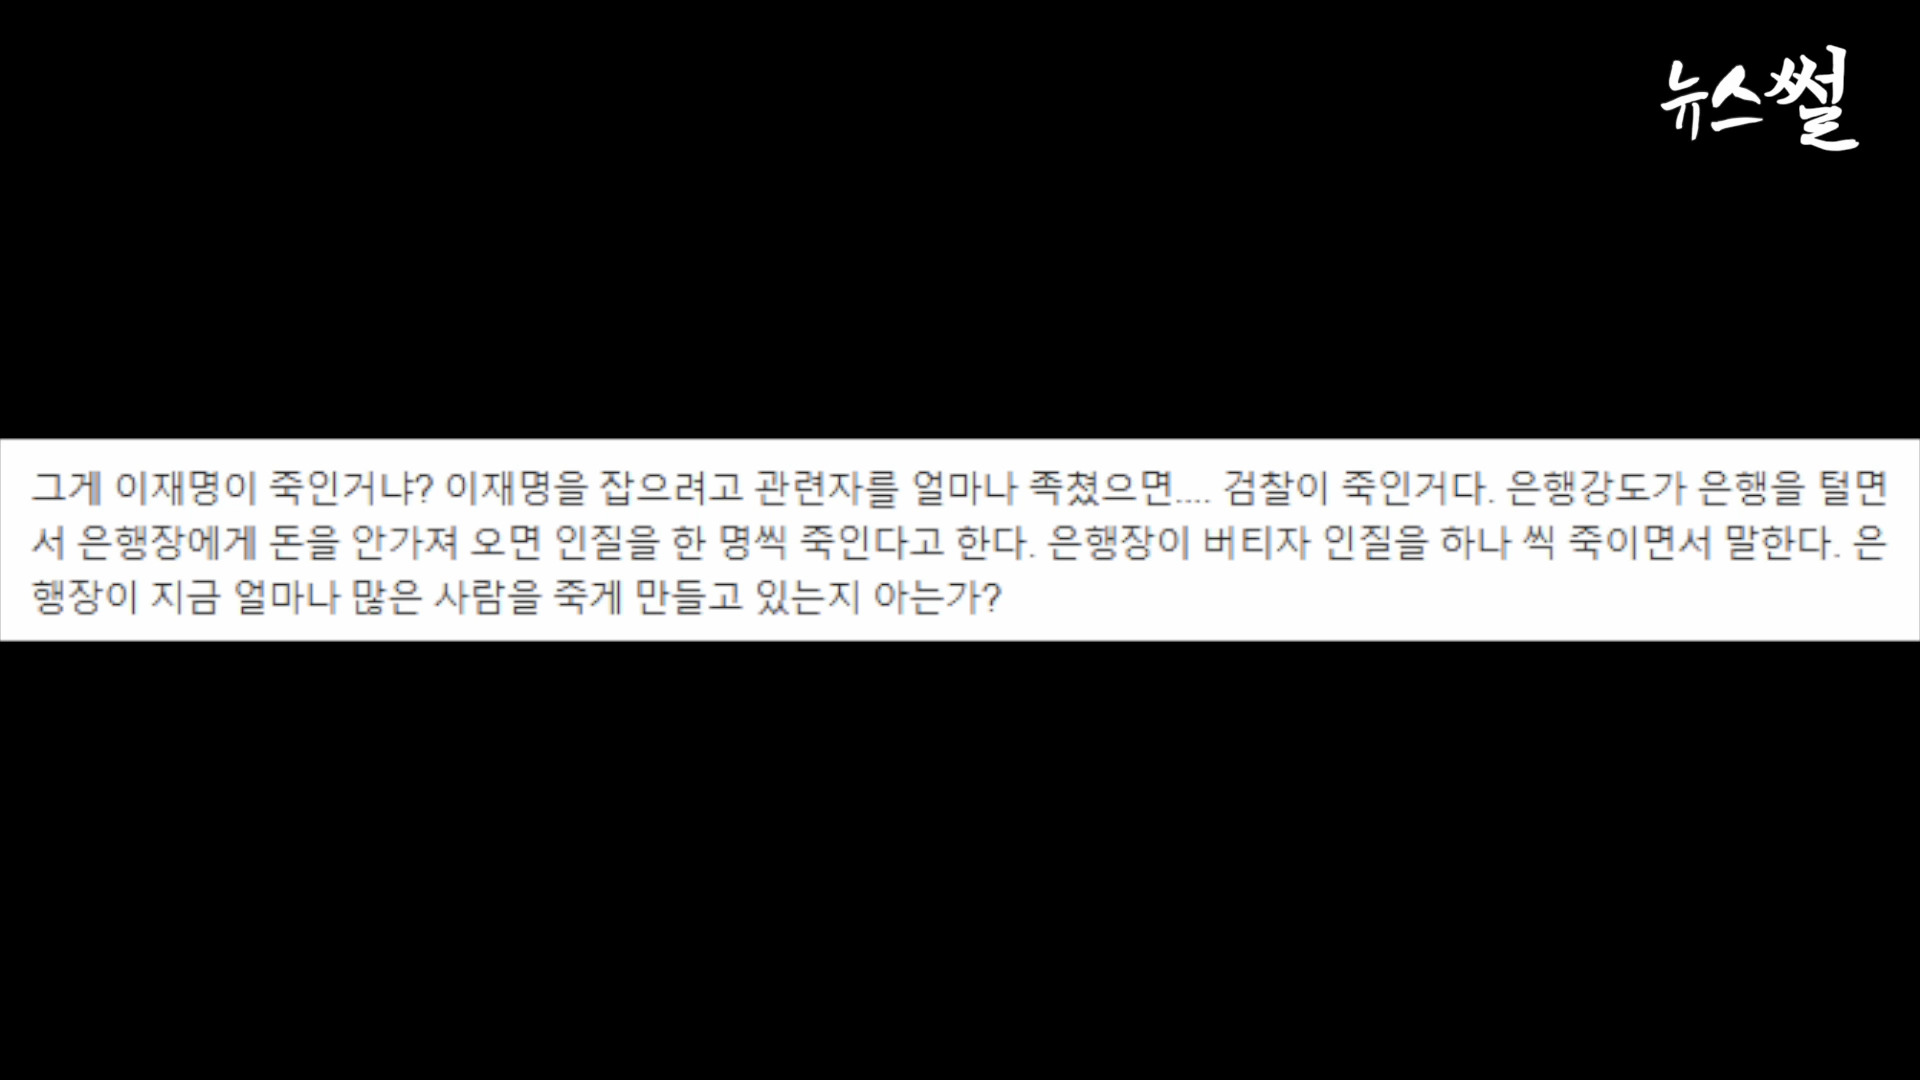 뉴스썰
그게 이재명이 죽인거냐? 이재명을 잡으려고 관련자를 얼마나 족쳤으면.... 검찰이 죽인거다. 은행강도가 은행을 털면
서 은행장에게 돈을 안가져 오면 인질을 한 명씩 죽인다고 한다. 은행장이 버티자 인질을 하나 씩 죽이면서 말한다. 은
행장이 지금 얼마나 많은 사람을 죽게 만들고 있는지 아는가?